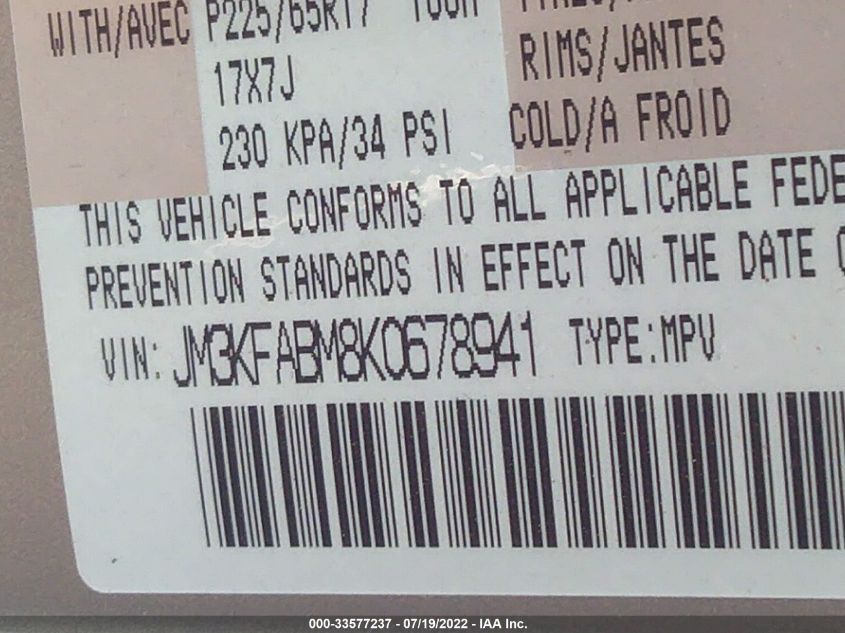 WITH/AVEC P225/65R17
RIMS/JANTES
17X7J
230 KPA/34 PSI COLD/A FROID
THIS VEHICLE CONFORMS TO ALL APPLICABLE FEDE
PREVENTION STANDARDS IN EFFECT ON THE DATE
VIN: JM3KFABM8K0678941 TYPE:MPV
000-33577237 - 07/19/2022 - IAA Inc.